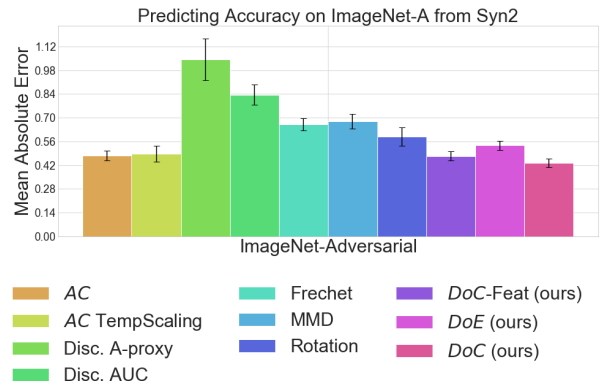 Predicting Accuracy on ImageNet-A from Syn2
Mean Absolute Error
1.12
0.98
0.84
0.70
0.56
0.42
0.28
0.14
0.00
ImageNet-Adversarial
AC
AC TempScaling
Disc. A-proxy
Disc. AUC
Frechet
MMD
Rotation
DoC-Feat (ours)
DoE (ours)
DoC (ours)